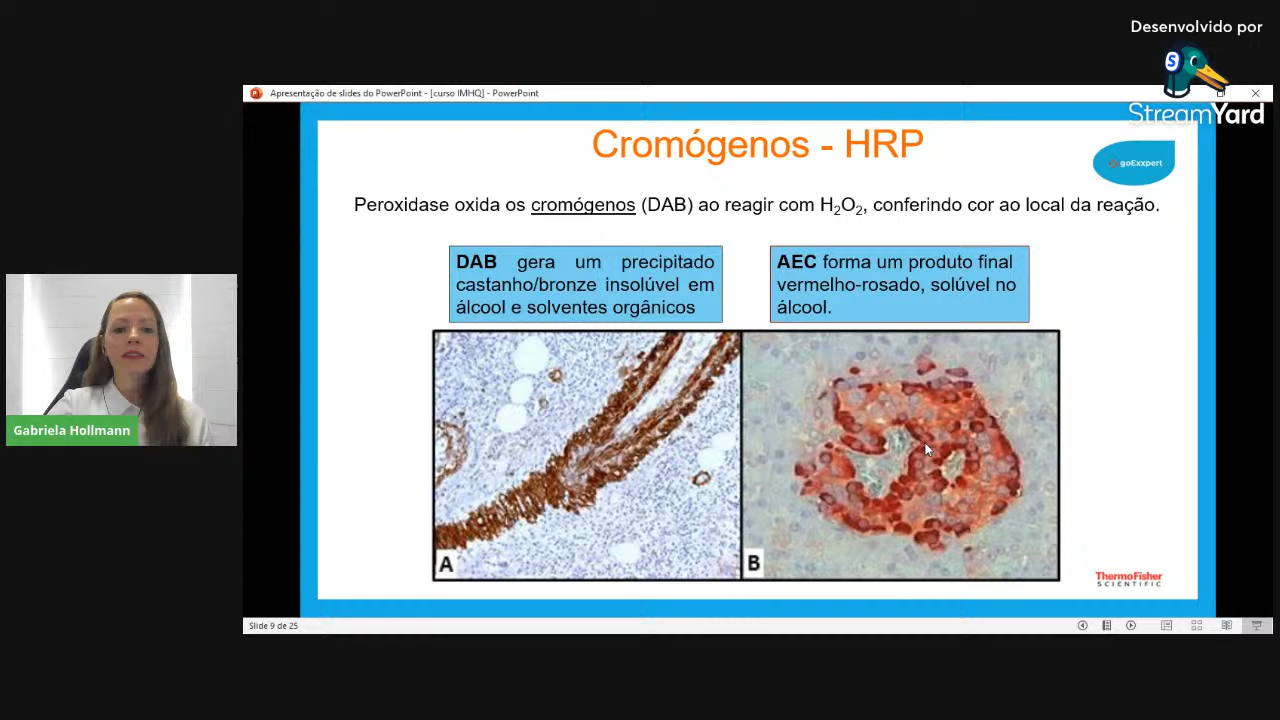 Desenvolvido por
S
StreamYard
Apresentação de slides do PowerPoint - [curso IMHQ] - PowerPoint
Cromógenos - HRP
goExxpert
Peroxidase oxida os cromógenos (DAB) ao reagir com H₂O₂, conferindo cor ao local da reação.
DAB gera um precipitado
castanho/bronze insolúvel em
álcool e solventes orgânicos
AEC forma um produto final
vermelho-rosado, solúvel no
álcool.
A
B
Gabriela Hollmann
ThermoFisher
SCIENTIFIC
Slide 9 de 25